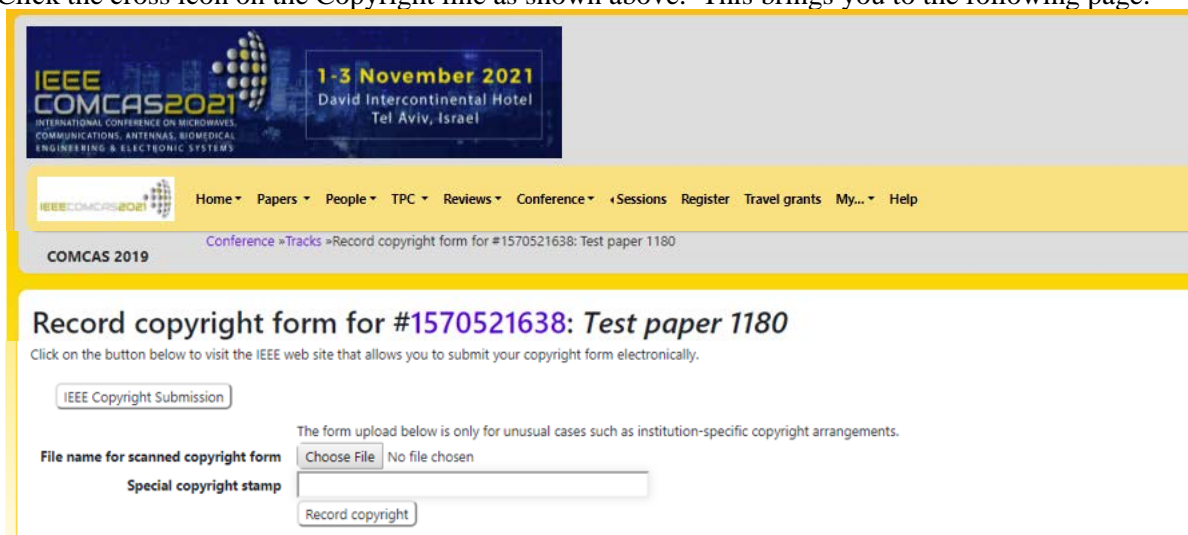 Click the cross icon on the Copyright line as shown above. This brings you to the following page:
IEEE
COMCAS2021
INTERNATIONAL CONFERENCE ON MICROWAVES,
COMMUNICATIONS, ANTENNAS, BIOMEDICAL
ENGINEERING & ELECTRONIC SYSTEMS
1-3 November 2021
David Intercontinental Hotel
Tel Aviv, Israel
IEEECOMCAS2021
Home Papers People TPC Reviews Conference Sessions Register Travel grants My... Help
COMCAS 2019
Conference »Tracks »Record copyright form for #1570521638: Test paper 1180
Record copyright form for #1570521638: Test paper 1180
Click on the button below to visit the IEEE web site that allows you to submit your copyright form electronically.
IEEE Copyright Submission
The form upload below is only for unusual cases such as institution-specific copyright arrangements.
File name for scanned copyright form Choose File No file chosen
Special copyright stamp
Record copyright